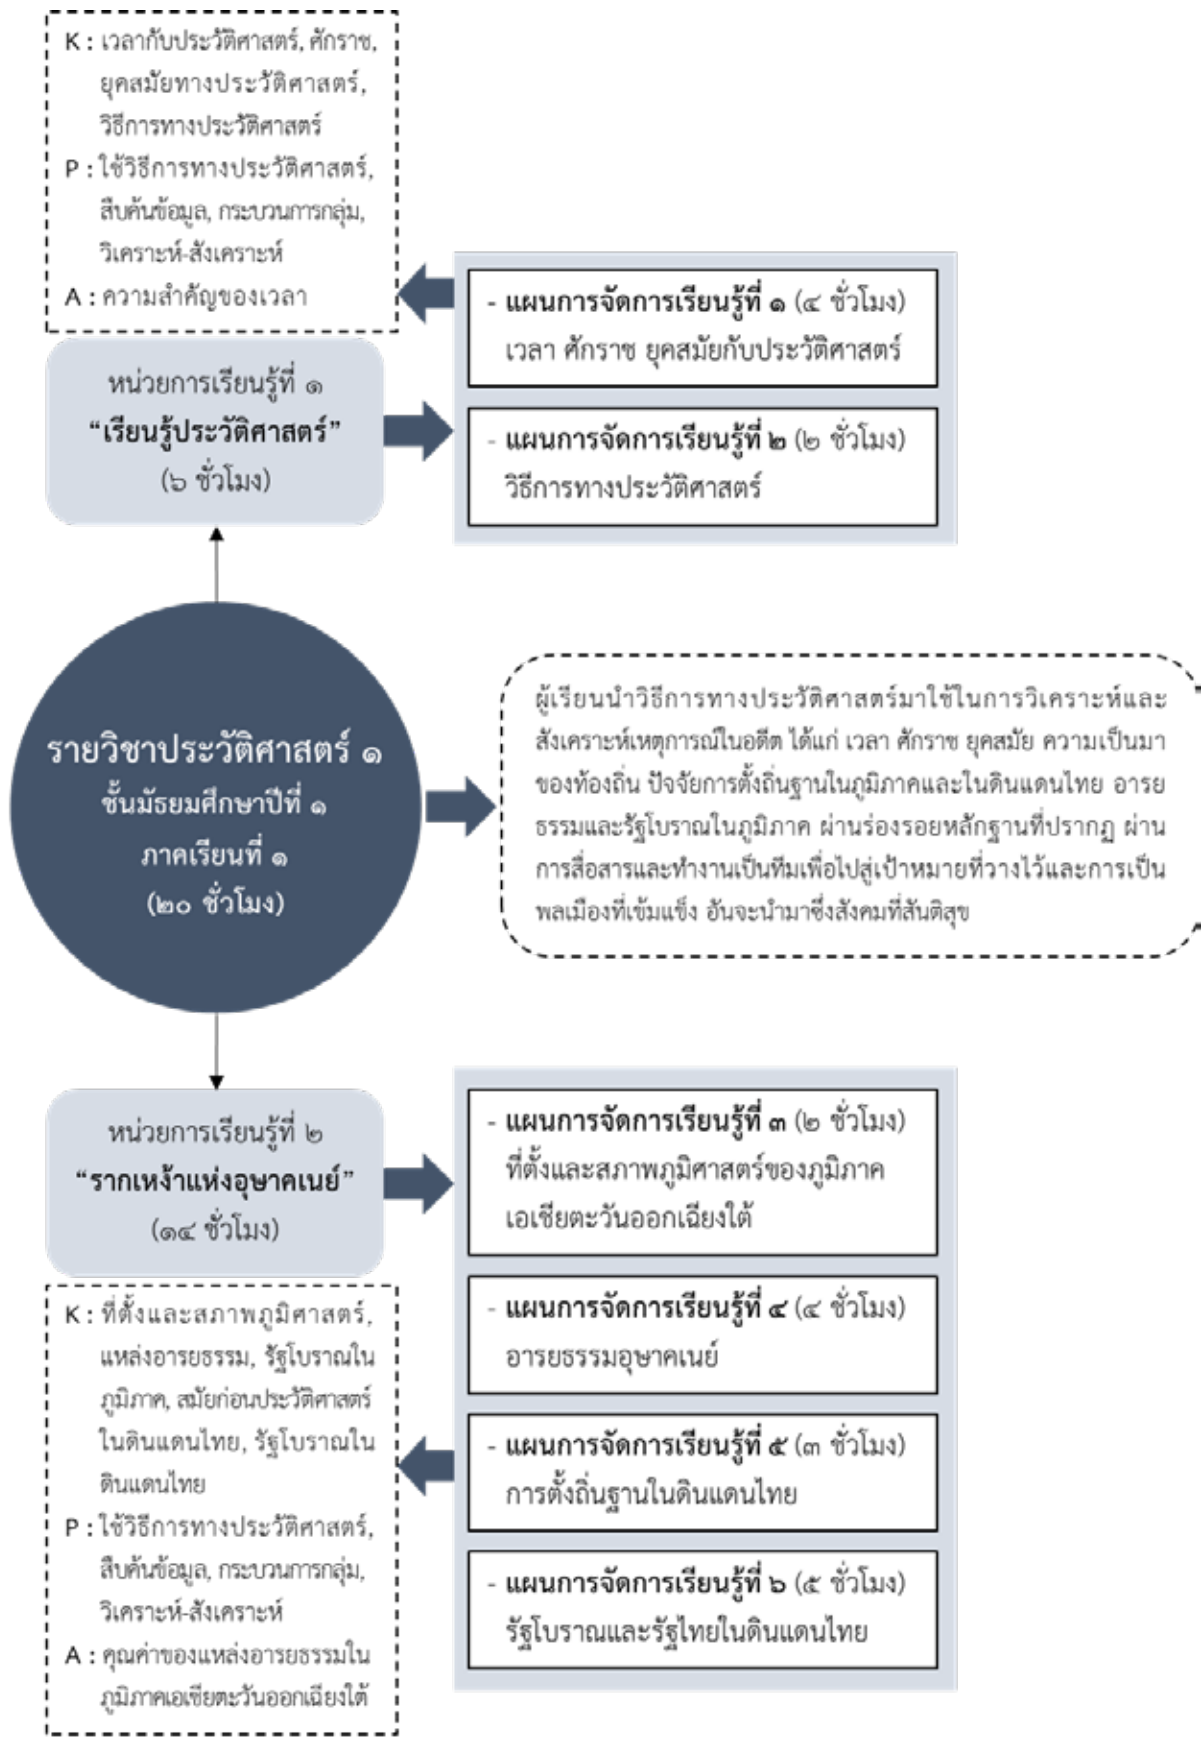 K : เวลากับประวัติศาสตร์, ศักราช,
ยุคสมัยทางประวัติศาสตร์,
วิธีการทางประวัติศาสตร์
P : ใช้วิธีการทางประวัติศาสตร์,
สืบค้นข้อมูล, กระบวนการกลุ่ม,
วิเคราะห์-สังเคราะห์
A : ความสำคัญของเวลา
หน่วยการเรียนรู้ที่ ๑
“เรียนรู้ประวัติศาสตร์”
(๖ ชั่วโมง)
- แผนการจัดการเรียนรู้ที่ ๑ (๔ ชั่วโมง)
เวลา ศักราช ยุคสมัยกับประวัติศาสตร์
- แผนการจัดการเรียนรู้ที่ ๒ (๒ ชั่วโมง)
วิธีการทางประวัติศาสตร์
รายวิชาประวัติศาสตร์ ๑
ชั้นมัธยมศึกษาปีที่ ๑
ภาคเรียนที่ ๑
(๒๐ ชั่วโมง)
ผู้เรียนนำวิธีการทางประวัติศาสตร์มาใช้ในการวิเคราะห์และ
สังเคราะห์เหตุการณ์ในอดีต ได้แก่ เวลา ศักราช ยุคสมัย ความเป็นมา
ของท้องถิ่น ปัจจัยการตั้งถิ่นฐานในภูมิภาคและในดินแดนไทย อารย
ธรรมและรัฐโบราณในภูมิภาค ผ่านร่องรอยหลักฐานที่ปรากฏ ผ่าน
การสื่อสารและทำงานเป็นทีมเพื่อไปสู่เป้าหมายที่วางไว้และการเป็น
พลเมืองที่เข้มแข็ง อันจะนำมาซึ่งสังคมที่สันติสุข
หน่วยการเรียนรู้ที่ ๒
“รากเหง้าแห่งอุษาคเนย์”
(๑๔ ชั่วโมง)
- แผนการจัดการเรียนรู้ที่ ๓ (๒ ชั่วโมง)
ที่ตั้งและสภาพภูมิศาสตร์ของภูมิภาค
เอเชียตะวันออกเฉียงใต้
- แผนการจัดการเรียนรู้ที่ ๔ (๔ ชั่วโมง)
อารยธรรมอุษาคเนย์
- แผนการจัดการเรียนรู้ที่ ๕ (๓ ชั่วโมง)
การตั้งถิ่นฐานในดินแดนไทย
- แผนการจัดการเรียนรู้ที่ ๖ (๕ ชั่วโมง)
รัฐโบราณและรัฐไทยในดินแดนไทย
K : ที่ตั้งและสภาพภูมิศาสตร์,
แหล่งอารยธรรม, รัฐโบราณใน
ภูมิภาค, สมัยก่อนประวัติศาสตร์
ในดินแดนไทย, รัฐโบราณใน
ดินแดนไทย
P : ใช้วิธีการทางประวัติศาสตร์,
สืบค้นข้อมูล, กระบวนการกลุ่ม,
วิเคราะห์-สังเคราะห์
A : คุณค่าของแหล่งอารยธรรมใน
ภูมิภาคเอเชียตะวันออกเฉียงใต้